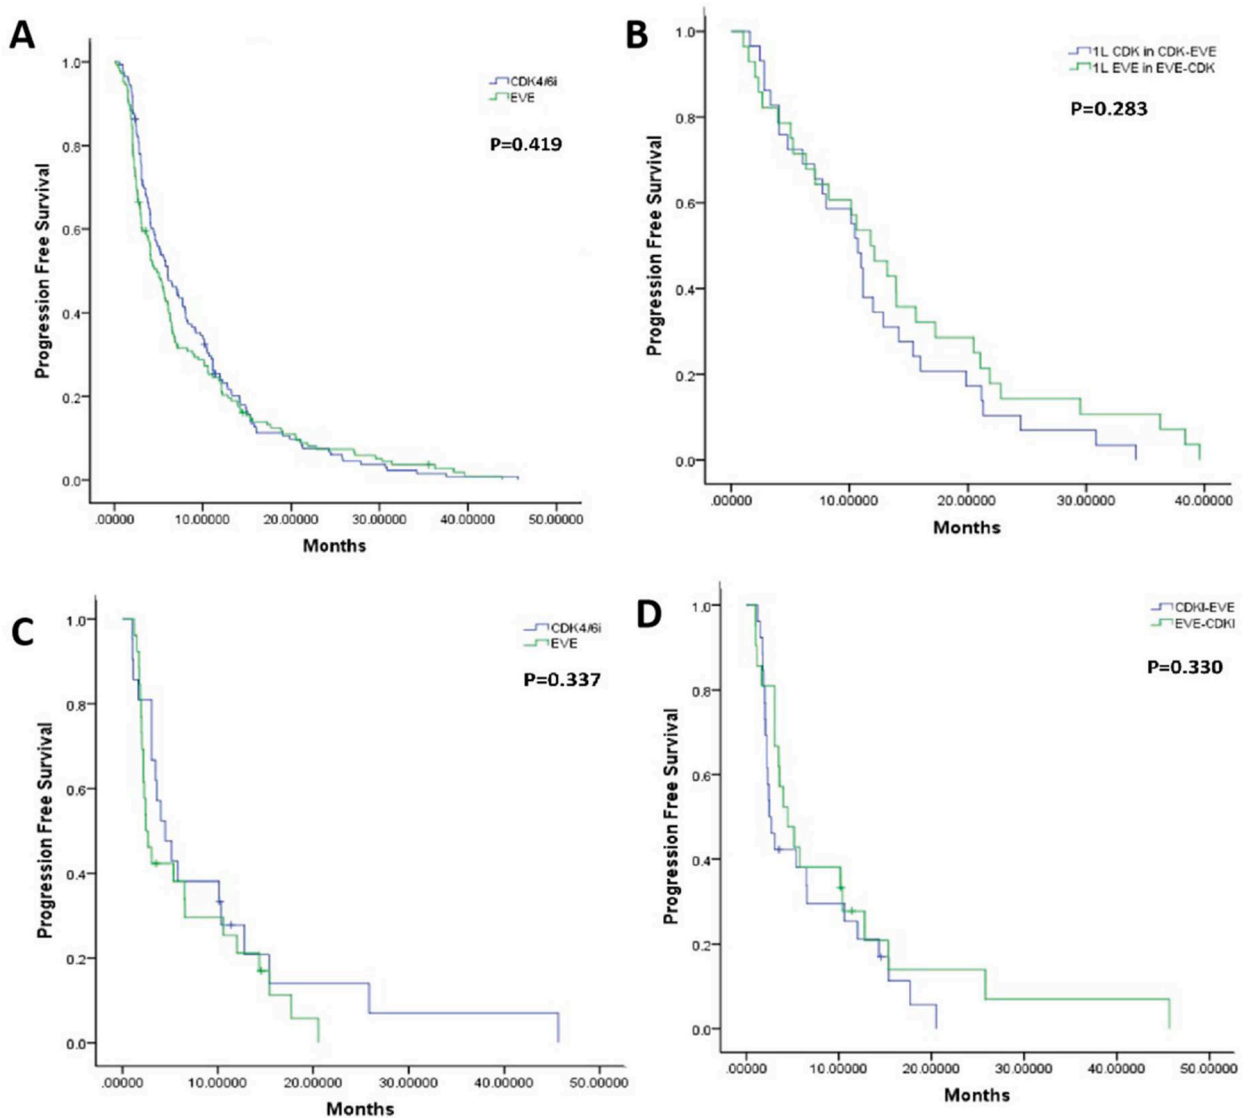 A
Progression Free Survival
1.0
0.8
0.6
0.4
0.2
0.0
CDK4/6i
EVE
P=0.419
.00000 10.00000 20.00000 30.00000 40.00000 50.00000
Months
B
Progression Free Survival
1.0
0.8
0.6
0.4
0.2
0.0
1L CDK in CDK-EVE
1L EVE in EVE-CDK
P=0.283
.00000 10.00000 20.00000 30.00000 40.00000
Months
C
Progression Free Survival
1.0
0.8
0.6
0.4
0.2
0.0
CDK4/6i
EVE
P=0.337
.00000 10.00000 20.00000 30.00000 40.00000 50.00000
Months
D
Progression Free Survival
1.0
0.8
0.6
0.4
0.2
0.0
CDKI-EVE
EVE-CDKI
P=0.330
.00000 10.00000 20.00000 30.00000 40.00000 50.00000
Months